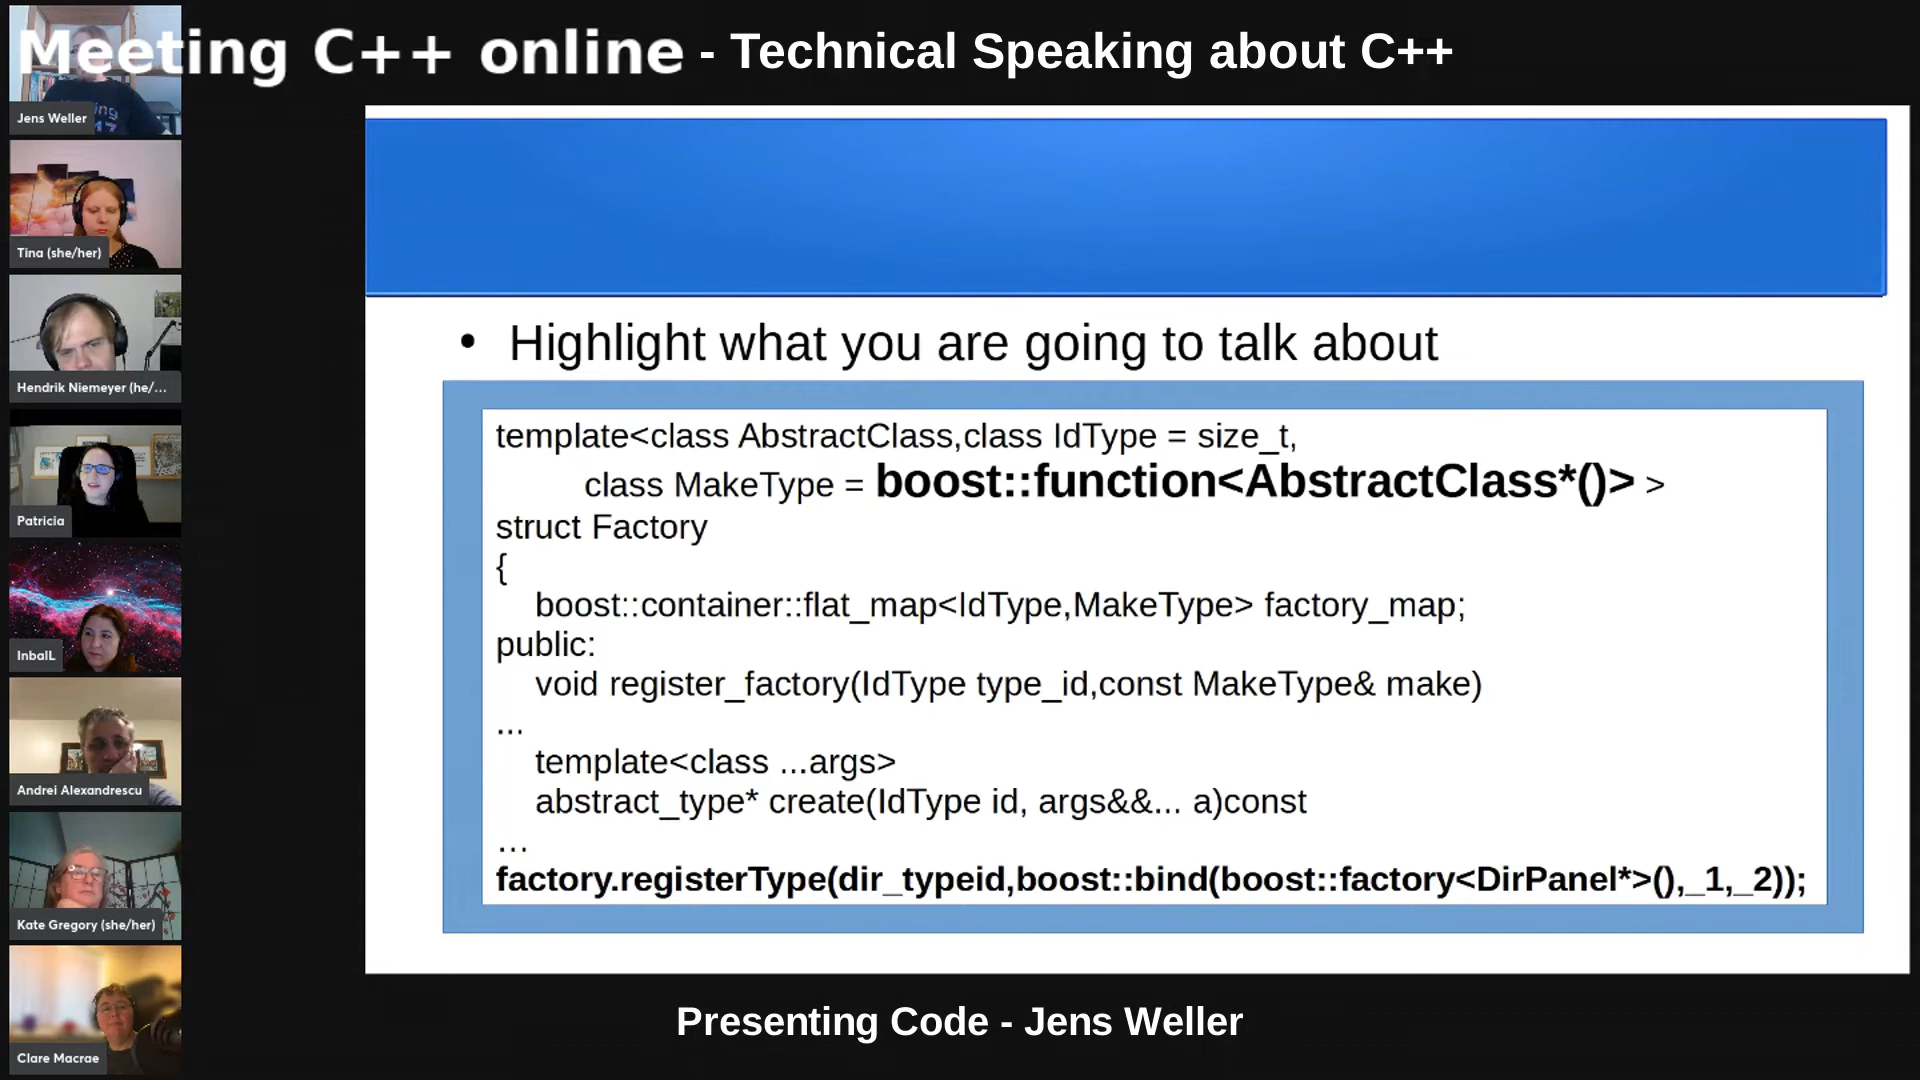 Meeting C++ online - Technical Speaking about C++
Jens Weller
Tina (she/her)
Hendrik Niemeyer (he/...
Patricia
InbalL
Andrei Alexandrescu
Kate Gregory (she/her)
Clare Macrae
• Highlight what you are going to talk about
template<class AbstractClass,class IdType = size_t,
class MakeType = boost::function<AbstractClass*()> >
struct Factory
{
boost::container::flat_map<IdType,MakeType> factory_map;
public:
void register_factory(IdType type_id,const MakeType& make)
...
template<class ...args>
abstract_type* create(IdType id, args&&... a)const
...
factory.registerType(dir_typeid,boost::bind(boost::factory<DirPanel*>(),_1,_2));
Presenting Code - Jens Weller